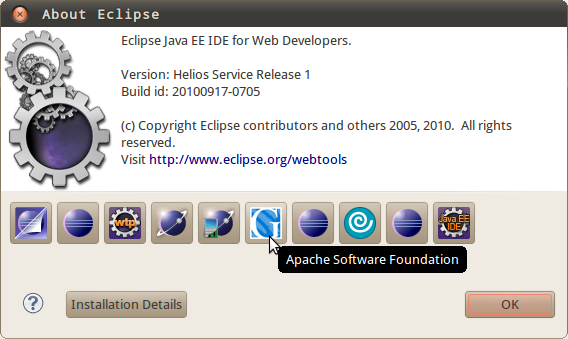 About Eclipse
Eclipse Java EE IDE for Web Developers.
Version: Helios Service Release 1
Build id: 20100917-0705
(c) Copyright Eclipse contributors and others 2005, 2010.  All rights
reserved.
Visit http://www.eclipse.org/webtools
wtp
G
Java EE
IDE
Apache Software Foundation
?
Installation Details
OK